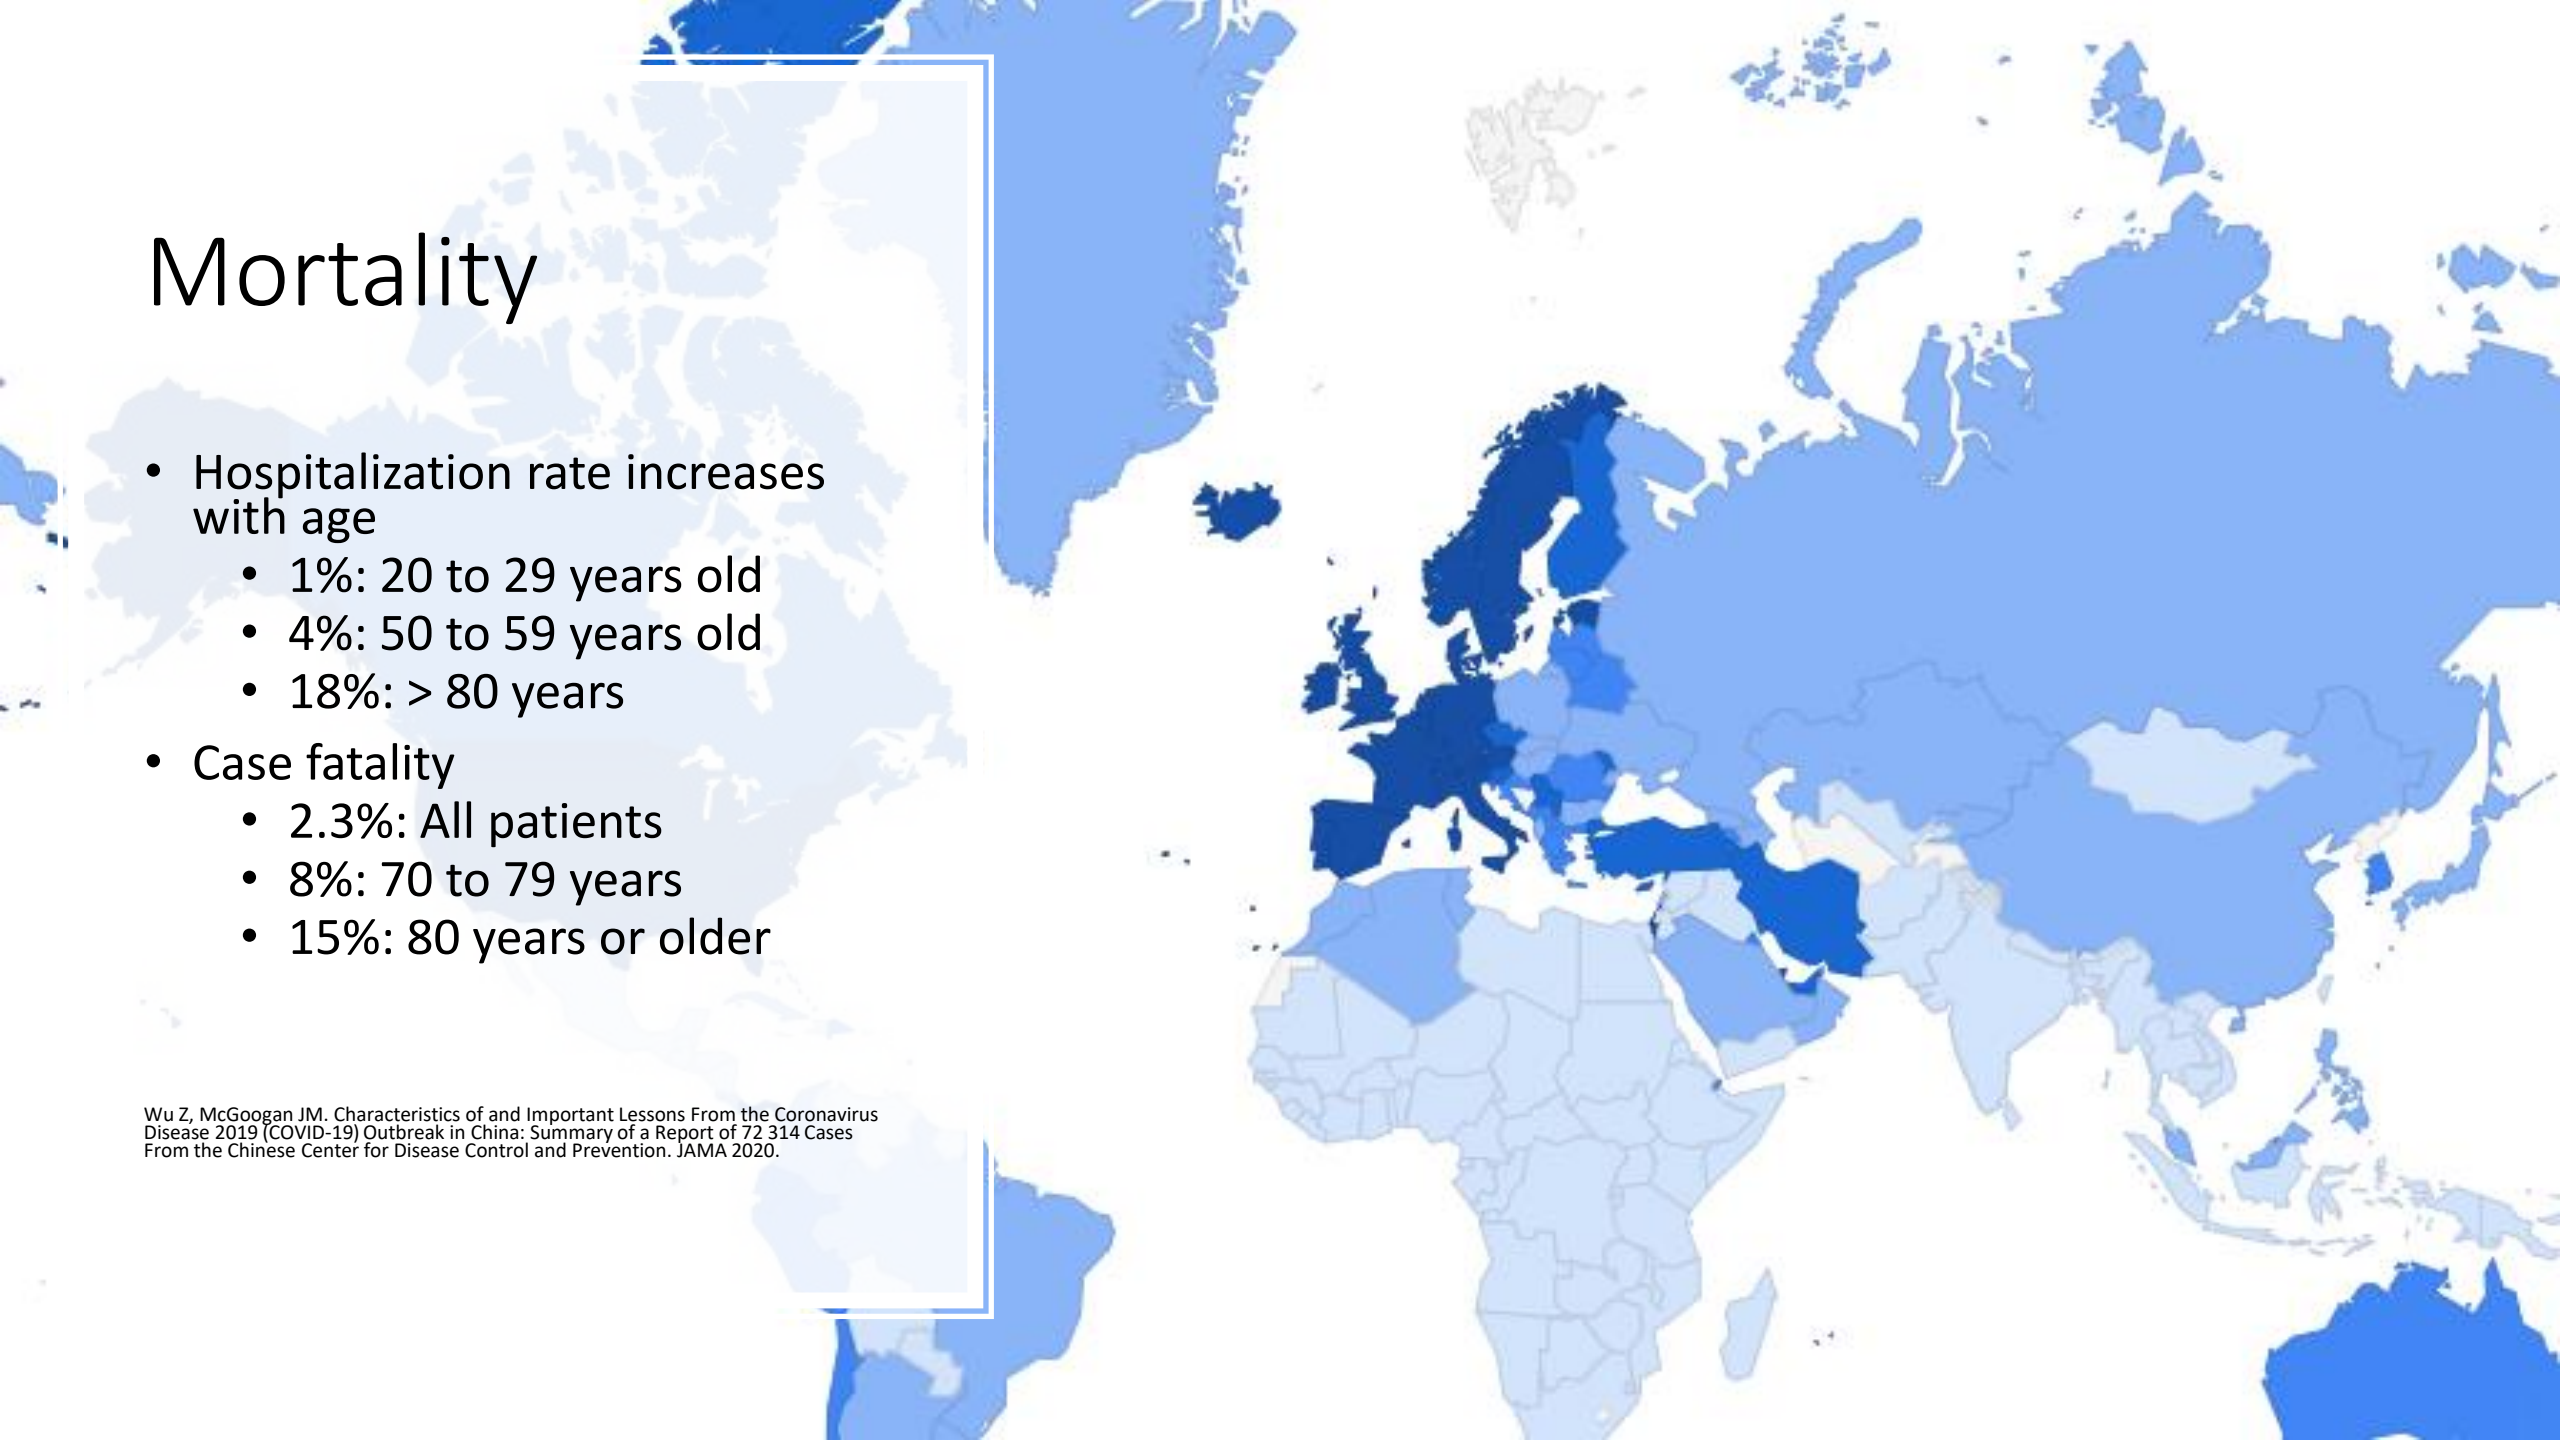 Mortality
• Hospitalization rate increases
with age
• 1%: 20 to 29 years old
• 4%: 50 to 59 years old
• 18%: > 80 years
• Case fatality
• 2.3%: All patients
• 8%: 70 to 79 years
• 15%: 80 years or older
Wu Z, McGoogan JM. Characteristics of and Important Lessons From the Coronavirus
Disease 2019 (COVID-19) Outbreak in China: Summary of a Report of 72 314 Cases
From the Chinese Center for Disease Control and Prevention. JAMA 2020.